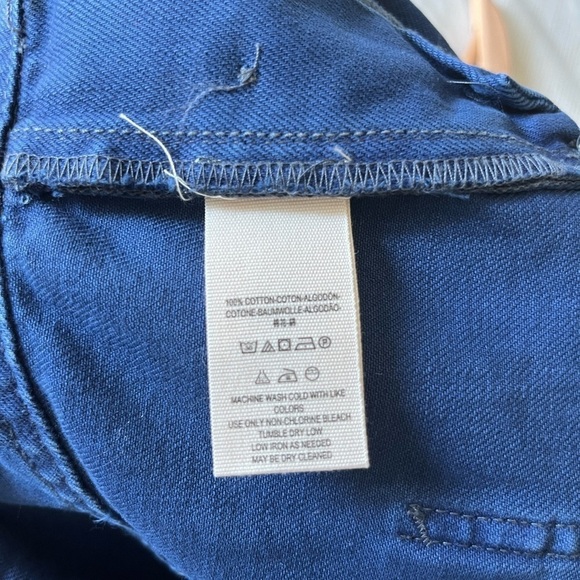 100% COTTON-COTON-ALGODÓN-
COTONE-BAUMWOLLE-ALGODÃO-
MACHINE WASH COLD WITH LIKE
COLORS
USE ONLY NON-CHLORINE BLEACH
TUMBLE DRY LOW
LOW IRON AS NEEDED
MAY BE DRY CLEANED